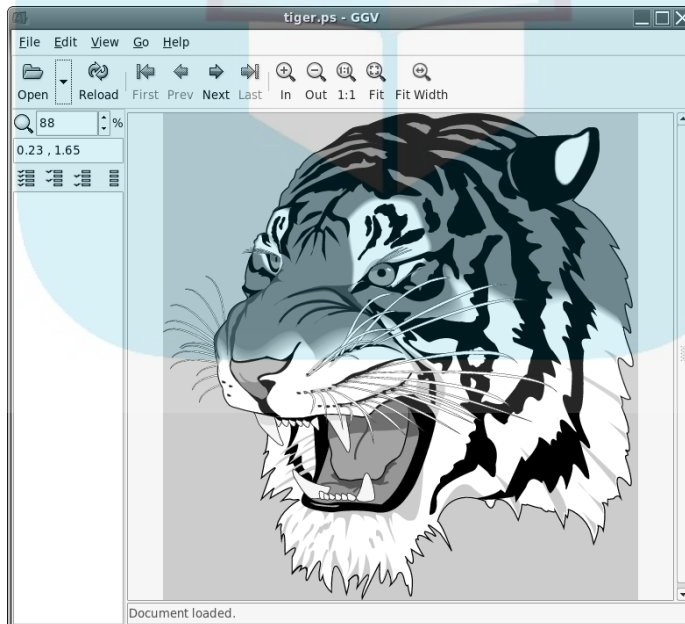 tiger.ps - GGV
File Edit View Go Help
Open Reload First Prev Next Last In Out 1:1 Fit Fit Width
88 %
0.23 , 1.65
Document loaded.